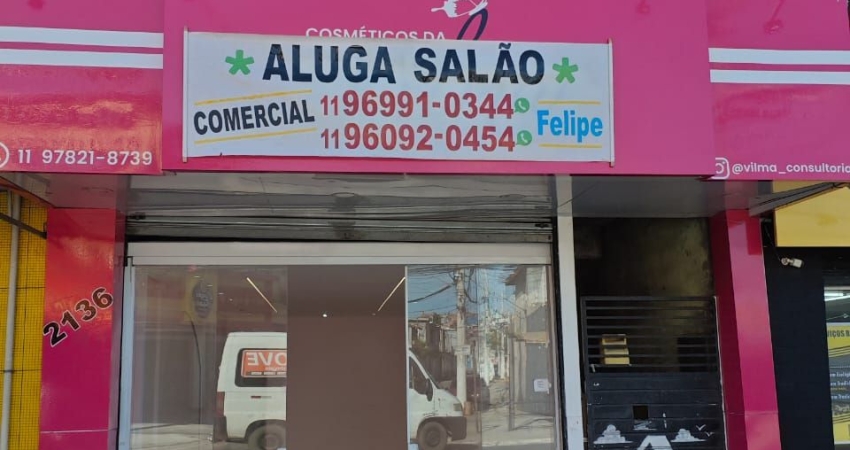 COSMÉTICOS DA
* ALUGA SALÃO *
COMERCIAL
11 96991-0344
11 96092-0454
Felipe
11 97821-8739
@vilma_consultoria
2136